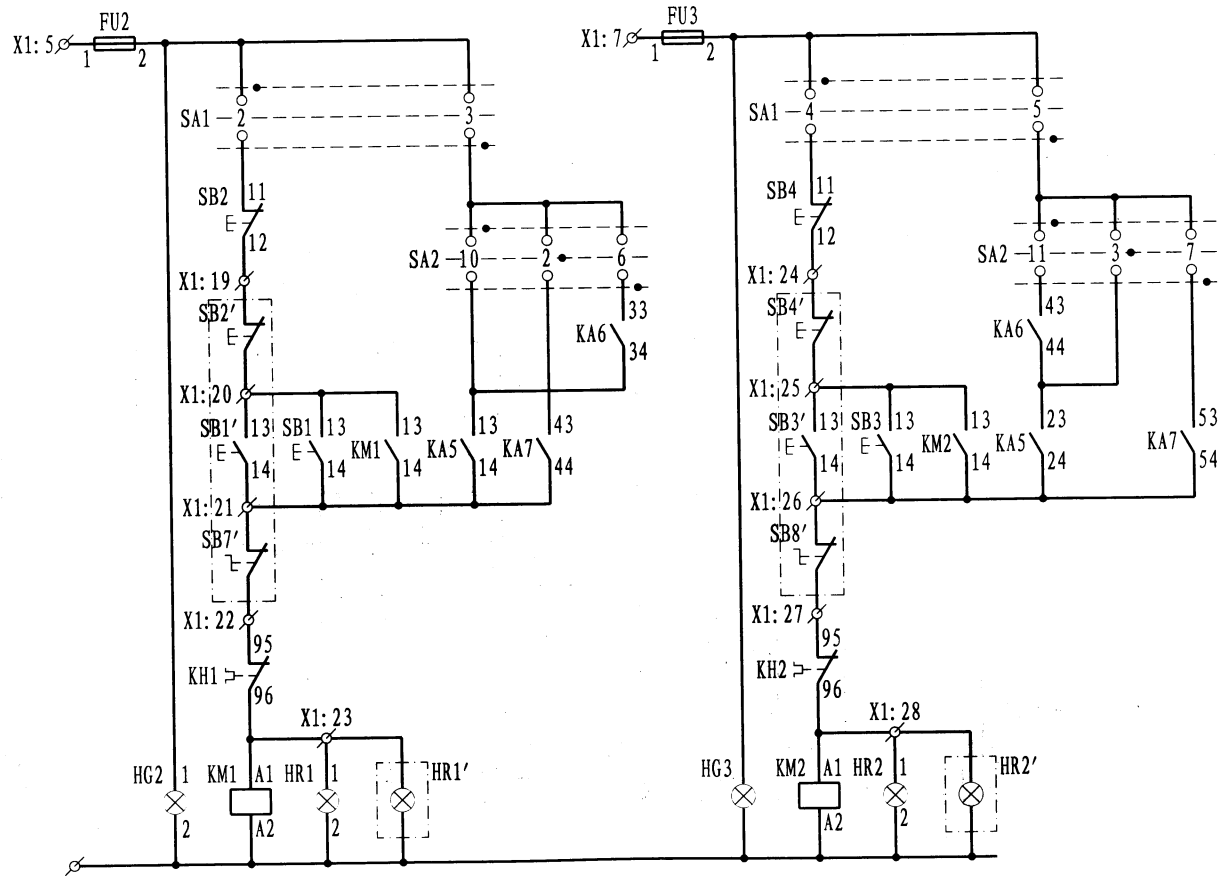 FU2
X1:5 1 2
SA1 2 3
SB2 11
12
SA2 10 2 6
X1:19
SB2′
33
KA6
34
X1:20
SB1′ 13 SB1 13 13 13 43
KM1 KA5 KA7
14 14 14 14 44
X1:21
SB7′
X1:22
95
KH1
96
X1:23
HG2 1 KM1 A1 HR1 1 HR1′
2 A2 2
FU3
X1:7 1 2
SA1 4 5
SB4 11
12
SA2 11 3 7
X1:24
SB4′
43
KA6
44
X1:25
SB3′ 13 SB3 13 13 23 53
KM2 KA5 KA7
14 14 14 24 54
X1:26
SB8′
X1:27
95
KH2
96
X1:28
HG3 KM2 A1 HR2 1 HR2′
A2 2